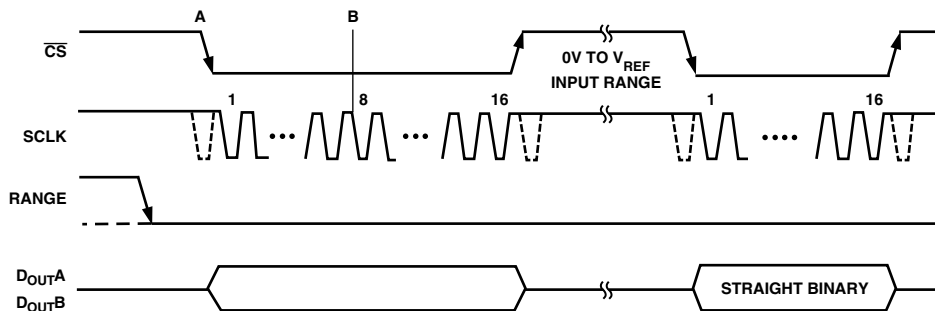 A B
CS
0V TO VREF
INPUT RANGE
1 8 16 1 16
SCLK
RANGE
DOUTA
DOUTB
STRAIGHT BINARY